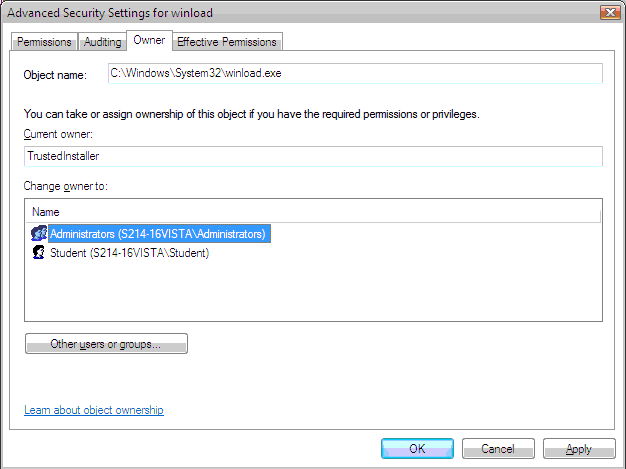 Advanced Security Settings for winload
Permissions Auditing Owner Effective Permissions
Object name: C:\Windows\System32\winload.exe
You can take or assign ownership of this object if you have the required permissions or privileges.
Current owner:
TrustedInstaller
Change owner to:
Name
Administrators (S214-16VISTA\Administrators)
Student (S214-16VISTA\Student)
Other users or groups...
Learn about object ownership
OK Cancel Apply